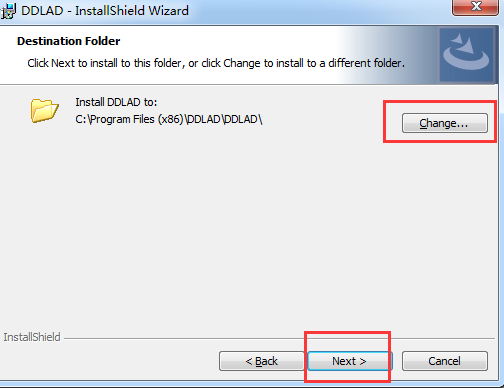 DDLAD - InstallShield Wizard
Destination Folder
Click Next to install to this folder, or click Change to install to a different folder.
Install DDLAD to:
C:\Program Files (x86)\DDLAD\DDLAD\
Change...
InstallShield
< Back
Next >
Cancel